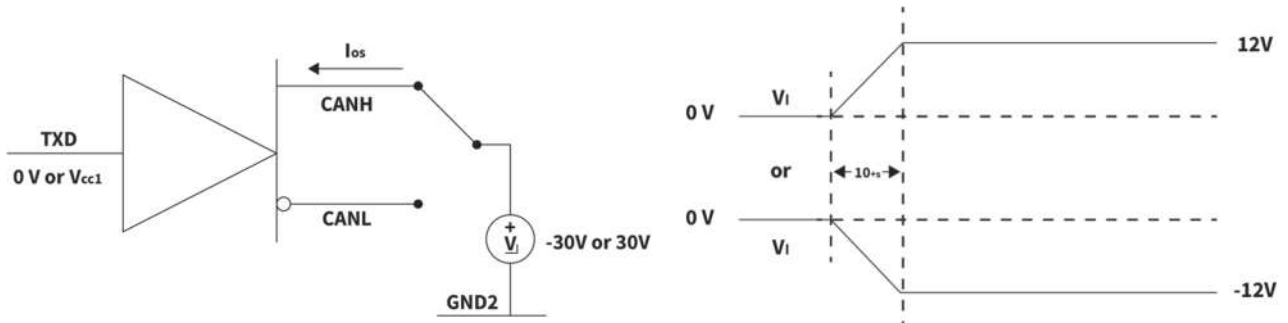 Ios
CANH
TXD
0 V or Vcc1
CANL
+
VI
-30V or 30V
GND2
12V
0 V
VI
or
10+s
0 V
VI
-12V